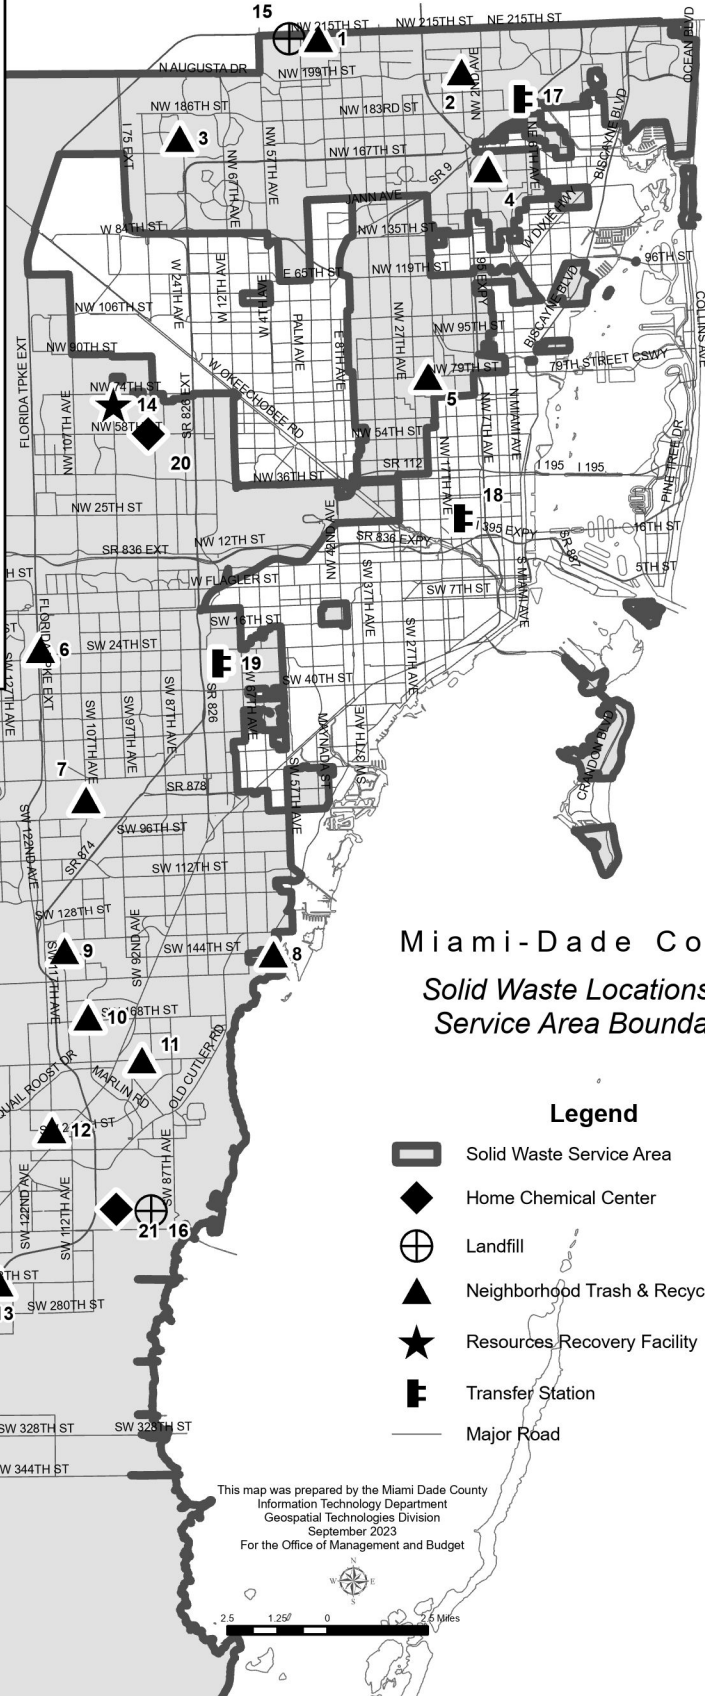 15
NW 215TH ST
NW 215TH ST
NE 215TH ST
OCEAN BLVD
1
N AUGUSTA DR
NW 199TH ST
2
NW 2ND AVE
17
NW 186TH ST
NW 183RD ST
BISCAYNE BLVD
I 75 EXT
3
NW 57TH AVE
NW 67TH AVE
NW 167TH ST
SR 9
4
W DIXIE HWY
W 84TH ST
NW 135TH ST
96TH ST
E 65TH ST
NW 119TH ST
95 EXPY
W 24TH AVE
W 12TH AVE
W 4TH AVE
PALM AVE
E 8TH AVE
NW 27TH AVE
BISCAYNE BLVD
COLLINS AVE
NW 106TH ST
NW 95TH ST
FLORIDA TPKE EXT
NW 90TH ST
W OKEECHOBEE RD
NW 79TH ST
79TH STREET CSWY
5
NW 74TH ST
SR 826 EXT
14
NW 107TH AVE
NW 58TH ST
20
NW 54TH ST
NW 7TH AVE
N MIAMI AVE
PINE TREE DR
SR 112
NW 17TH AVE
I 195
I 195
NW 36TH ST
18
NW 25TH ST
NW 42ND AVE
I 395 EXPY
16TH ST
NW 12TH ST
SR 836 EXPY
SR 836 EXT
SR 887
5TH ST
H ST
W FLAGLER ST
SW 37TH AVE
SW 7TH ST
S MIAMI AVE
SW 16TH ST
SW 27TH AVE
6
SW 24TH ST
19
SW 127TH AVE
SW 107TH AVE
SW 97TH AVE
SW 87TH AVE
SR 826
SW 40TH ST
MAYNADA ST
SW 37TH AVE
CRANDON BLVD
7
SR 878
SW 57TH AVE
SW 122ND AVE
SW 96TH ST
SR 874
SW 112TH ST
SW 128TH ST
SW 92ND AVE
Miami-Dade Co
9
SW 144TH ST
8
SW 117TH AVE
Solid Waste Locations
Service Area Bounda
10
11
QUAIL ROOST DR
MARLIN RD
OLD CUTLER RD
12
Legend
Solid Waste Service Area
SW 87TH AVE
SW 122ND AVE
SW 112TH AVE
Home Chemical Center
21
16
Landfill
Neighborhood Trash & Recyc
TH ST
13
SW 280TH ST
Resources Recovery Facility
Transfer Station
Major Road
SW 328TH ST
SW 328TH ST
W 344TH ST
This map was prepared by the Miami Dade County
Information Technology Department
Geospatial Technologies Division
September 2023
For the Office of Management and Budget
N
W
E
S
2.5
1.25
0
2.5 Miles